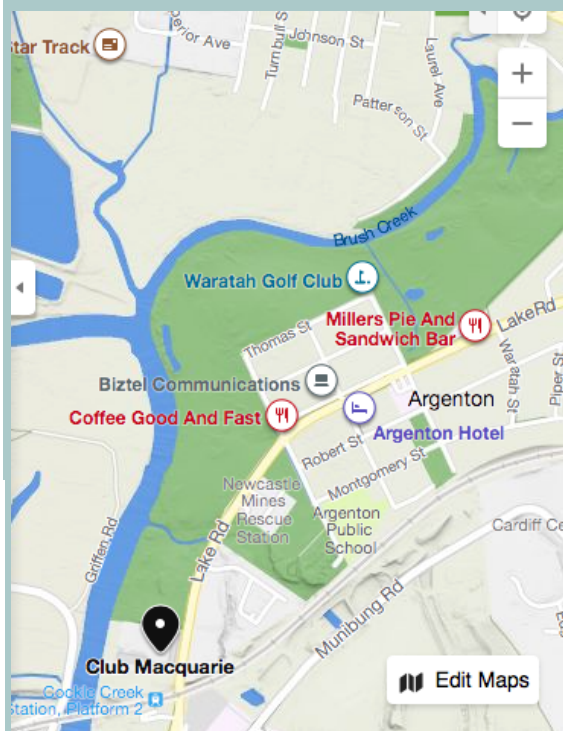 Star Track
Perior Ave
Turnbull S
Johnson St
Laurel Ave
Patterson St
+
−
Brush Creek
Waratah Golf Club
Millers Pie And
Sandwich Bar
Lake Rd
Thomas St
Waratah St
Piper St
Biztel Communications
Argenton
Coffee Good And Fast
Argenton Hotel
Robert St
Montgomery St
Newcastle
Mines
Rescue
Station
Argenton
Public
School
Cardiff Ce
Griffen Rd
Lake Rd
Munibung Rd
Club Macquarie
Cockle Creek
Station, Platform 2
Edit Maps